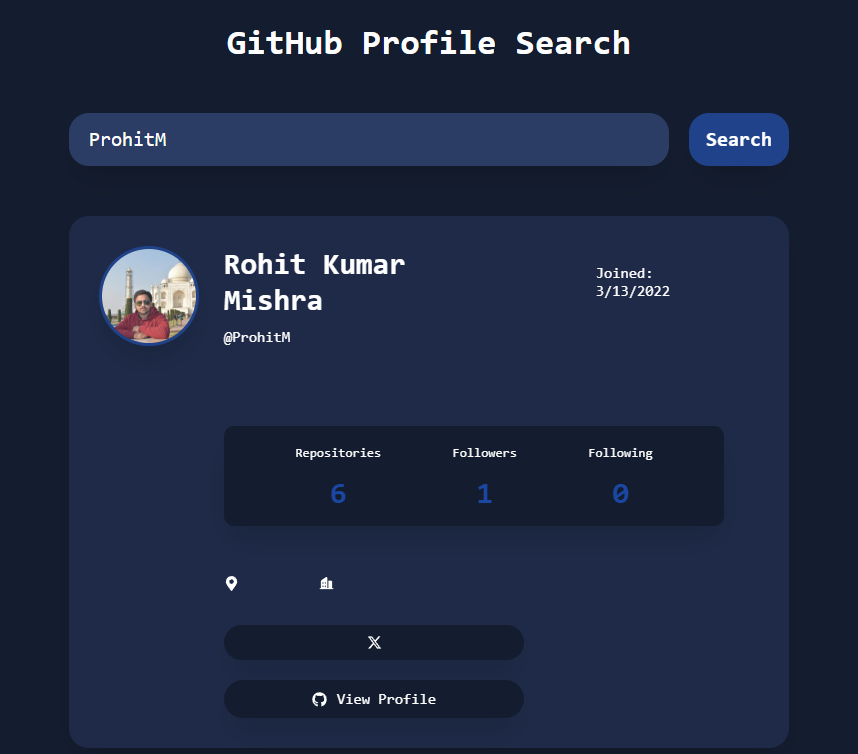 GitHub Profile Search
ProhitM
Search
Rohit Kumar
Mishra
@ProhitM
Joined:
3/13/2022
Repositories Followers Following
6 1 0
View Profile